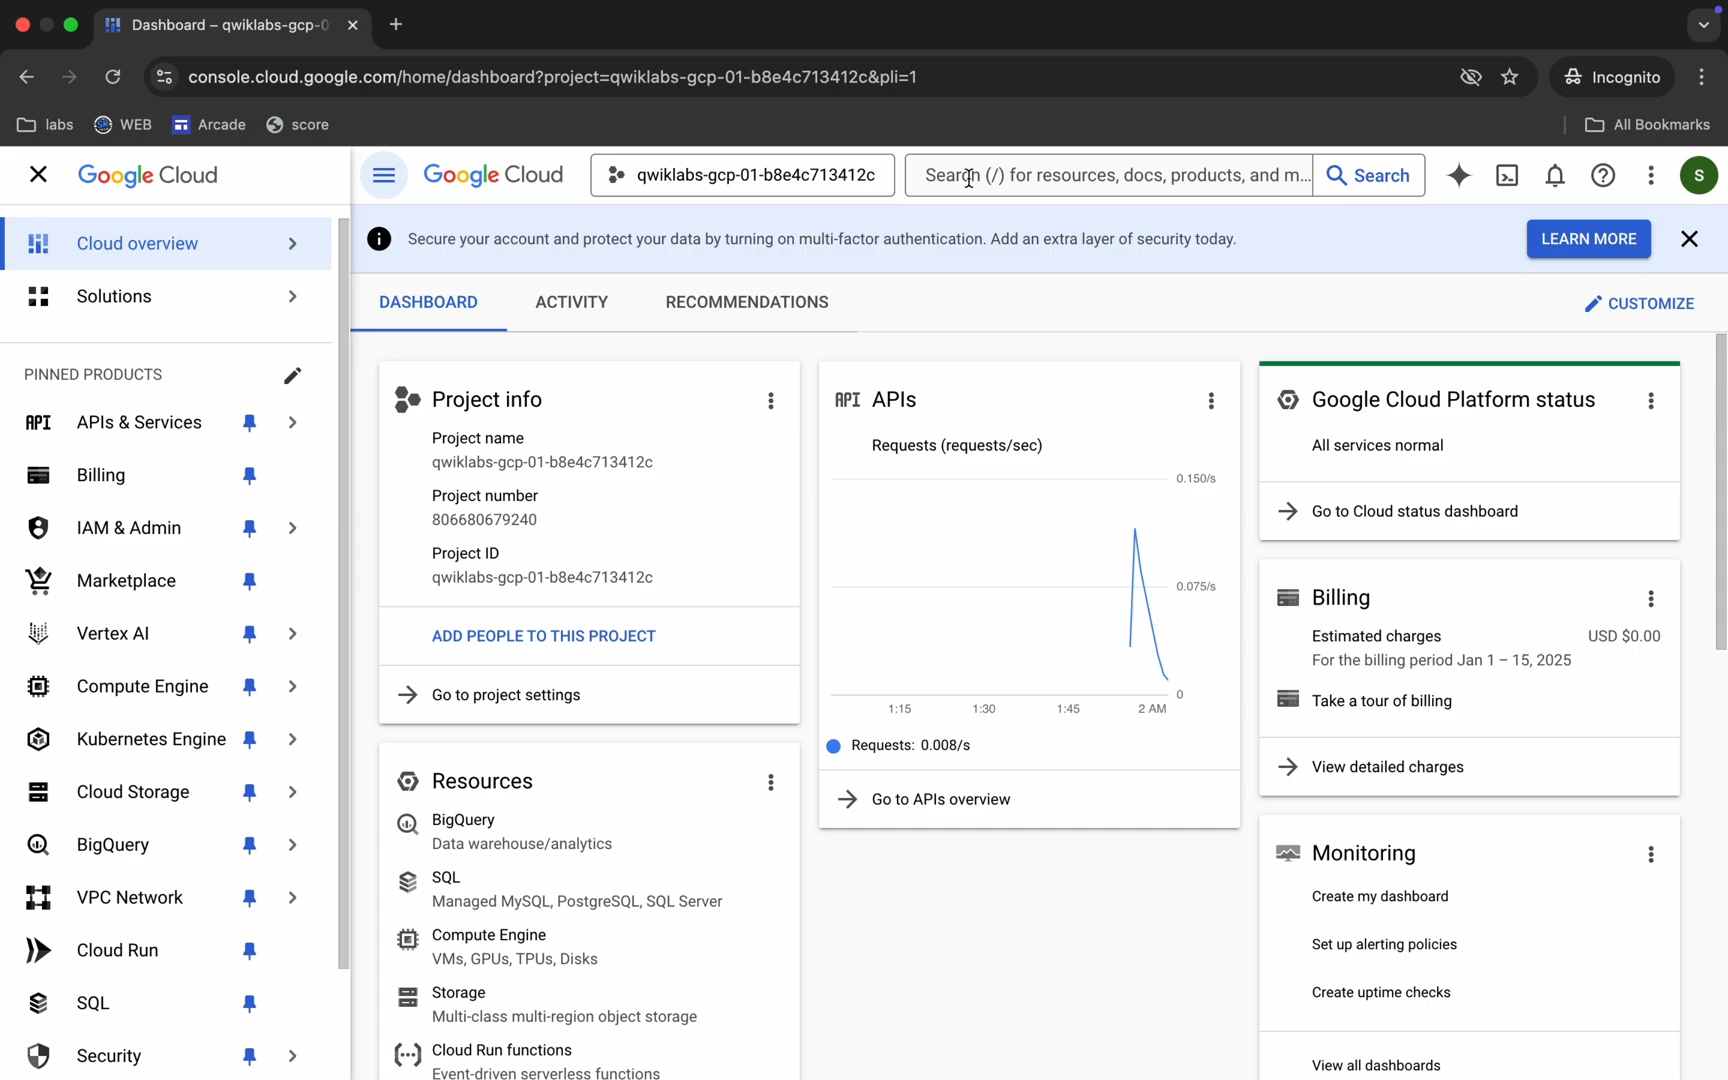 Dashboard – qwiklabs-gcp-0
console.cloud.google.com/home/dashboard?project=qwiklabs-gcp-01-b8e4c713412c&pli=1
Incognito
labs
WEB
Arcade
score
All Bookmarks
Google Cloud
Google Cloud
qwiklabs-gcp-01-b8e4c713412c
Search (/) for resources, docs, products, and m...
Search
S
Secure your account and protect your data by turning on multi-factor authentication. Add an extra layer of security today.
LEARN MORE
Cloud overview
Solutions
PINNED PRODUCTS
API APIs & Services
Billing
IAM & Admin
Marketplace
Vertex AI
Compute Engine
Kubernetes Engine
Cloud Storage
BigQuery
VPC Network
Cloud Run
SQL
Security
DASHBOARD
ACTIVITY
RECOMMENDATIONS
CUSTOMIZE
Project info
Project name
qwiklabs-gcp-01-b8e4c713412c
Project number
806680679240
Project ID
qwiklabs-gcp-01-b8e4c713412c
ADD PEOPLE TO THIS PROJECT
Go to project settings
Resources
BigQuery
Data warehouse/analytics
SQL
Managed MySQL, PostgreSQL, SQL Server
Compute Engine
VMs, GPUs, TPUs, Disks
Storage
Multi-class multi-region object storage
Cloud Run functions
Event-driven serverless functions
API APIs
Requests (requests/sec)
0.150/s
0.075/s
0
1:15
1:30
1:45
2 AM
Requests: 0.008/s
Go to APIs overview
Google Cloud Platform status
All services normal
Go to Cloud status dashboard
Billing
Estimated charges
USD $0.00
For the billing period Jan 1 – 15, 2025
Take a tour of billing
View detailed charges
Monitoring
Create my dashboard
Set up alerting policies
Create uptime checks
View all dashboards